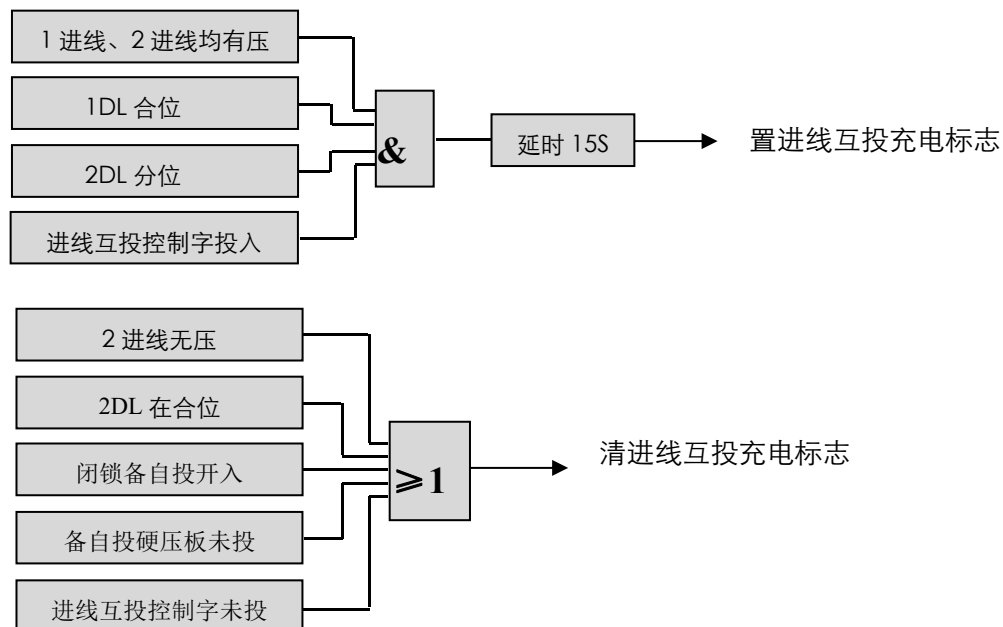 1 进线、2 进线均有压
1DL 合位
2DL 分位
进线互投控制字投入
&
延时 15S
置进线互投充电标志
2 进线无压
2DL 在合位
闭锁备自投开入
备自投硬压板未投
进线互投控制字未投
≥1
清进线互投充电标志